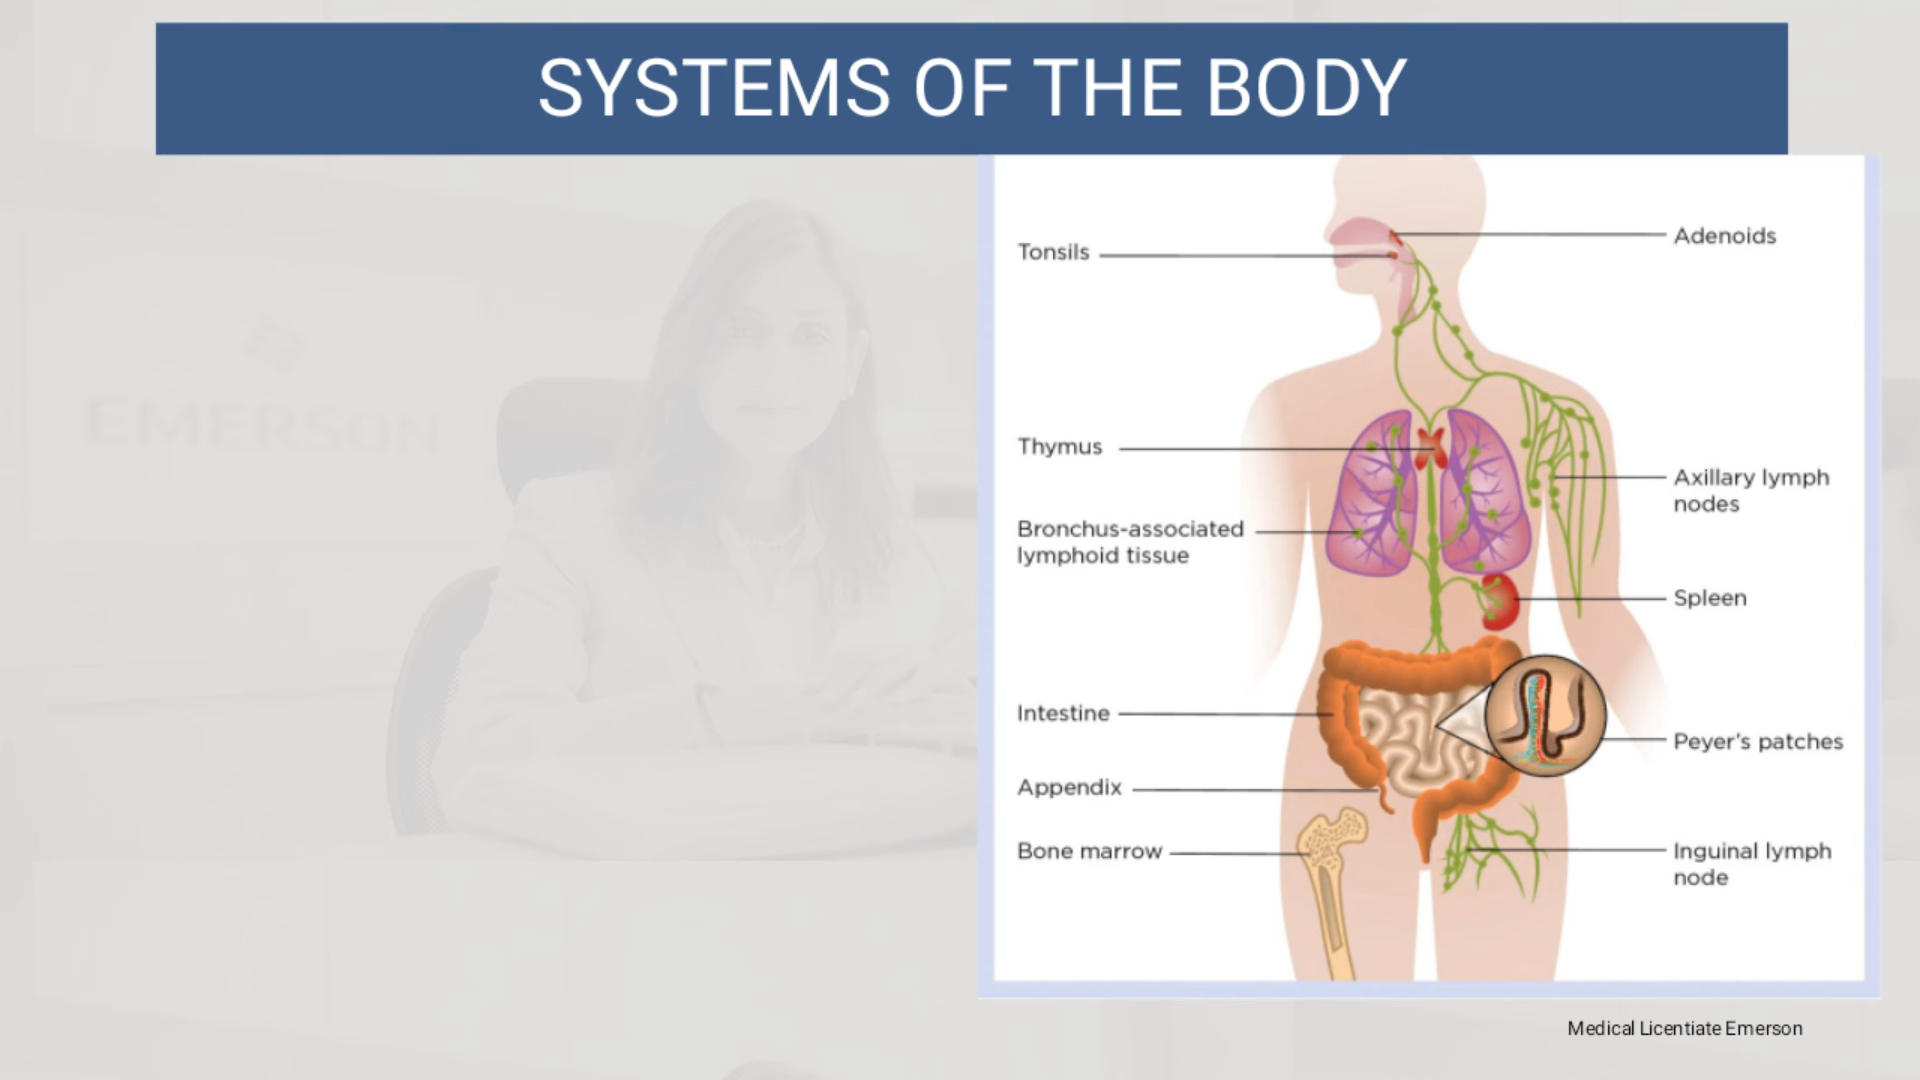 SYSTEMS OF THE BODY
EMERSON
Tonsils
Adenoids
Thymus
Axillary lymph
nodes
Bronchus-associated
lymphoid tissue
Spleen
Intestine
Peyer's patches
Appendix
Bone marrow
Inguinal lymph
node
Medical Licentiate Emerson